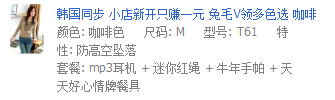 韩国同步 小店新开只赚一元 兔毛V领多色选 咖啡
颜色: 咖啡色 尺码: M 型号: T61 特
性: 防高空坠落
套餐: mp3耳机 + 迷你红绳 + 牛年手帕 + 天
天好心情牌餐具